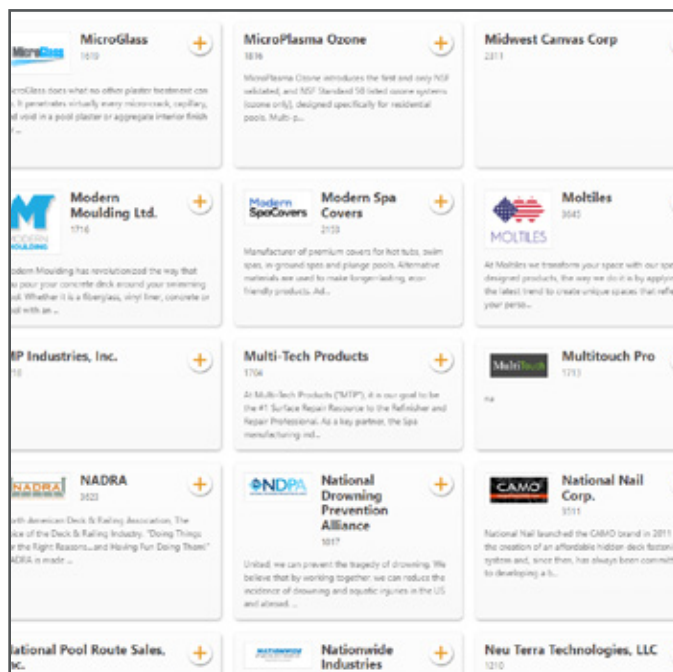 MicroGlass
1619
MicroGlass
icroGlass does what no other plaster treatment can
. It penetrates virtually every microcrack, capillary,
d void in a pool plaster or aggregate interior finish
MicroPlasma Ozone
1816
MicroPlasma Ozone introduces the first and only NSF
validated, and NSF Standard 50 listed ozone systems
(ozone only), designed specifically for residential
pools. Multi-p...
Midwest Canvas Corp
2311
MODERN
MOULDING
Modern
Moulding Ltd.
1716
odern Moulding has revolutionized the way that
u pour your concrete deck around your swimming
ol. Whether it is a fiberglass, vinyl liner, concrete or
ol with an ...
Modern
SpaCovers
Modern Spa
Covers
2153
Manufacturer of premium covers for hot tubs, swim
spas, in-ground spas and plunge pools. Alternative
materials are used to make longer-lasting, eco-
friendly products. Ad...
MOLTILES
Moltiles
3645
At Moltiles we transform your space with our spe
designed products, the way we do it is by applyin
the latest trend to create unique spaces that refle
your perso...
MP Industries, Inc.
10
Multi-Tech Products
1704
At Multi-Tech Products ("MTP"), it is our goal to be
the #1 Surface Repair Resource to the Refinisher and
Repair Professional. As a key partner, the Spa
manufacturing ind...
MultiTouch
Multitouch Pro
1713
na
NADRA
NADRA
3623
orth American Deck & Railing Association, The
ice of the Deck & Railing Industry. "Doing Things
r the Right Reasons...and Having Fun Doing Them!"
ADRA is made ...
NDPA
National
Drowning
Prevention
Alliance
1017
United, we can prevent the tragedy of drowning. We
believe that by working together, we can reduce the
incidence of drowning and aquatic injuries in the US
and abroad. ...
CAMO
National Nail
Corp.
3511
National Nail launched the CAMO brand in 2011
the creation of an affordable hidden deck fasteni
system and, since then, has always been committ
to developing a b...
ational Pool Route Sales,
nc.
NATIONWIDE
Nationwide
Industries
Neu Terra Technologies, LLC
1210